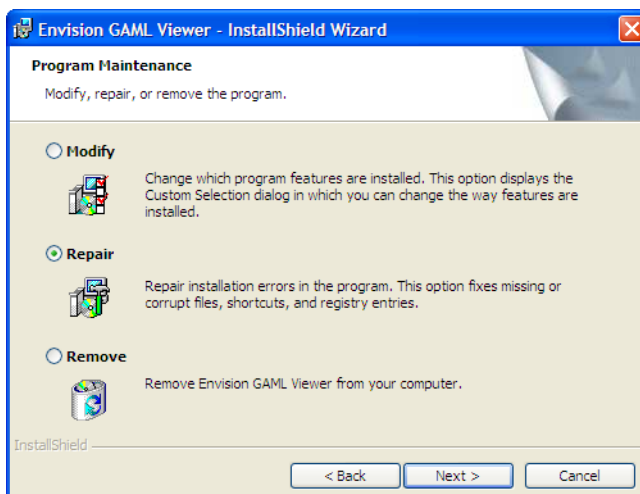 Envision GAML Viewer - InstallShield Wizard
Program Maintenance
Modify, repair, or remove the program.
Modify
Change which program features are installed. This option displays the
Custom Selection dialog in which you can change the way features are
installed.
Repair
Repair installation errors in the program. This option fixes missing or
corrupt files, shortcuts, and registry entries.
Remove
Remove Envision GAML Viewer from your computer.
InstallShield
< Back Next > Cancel